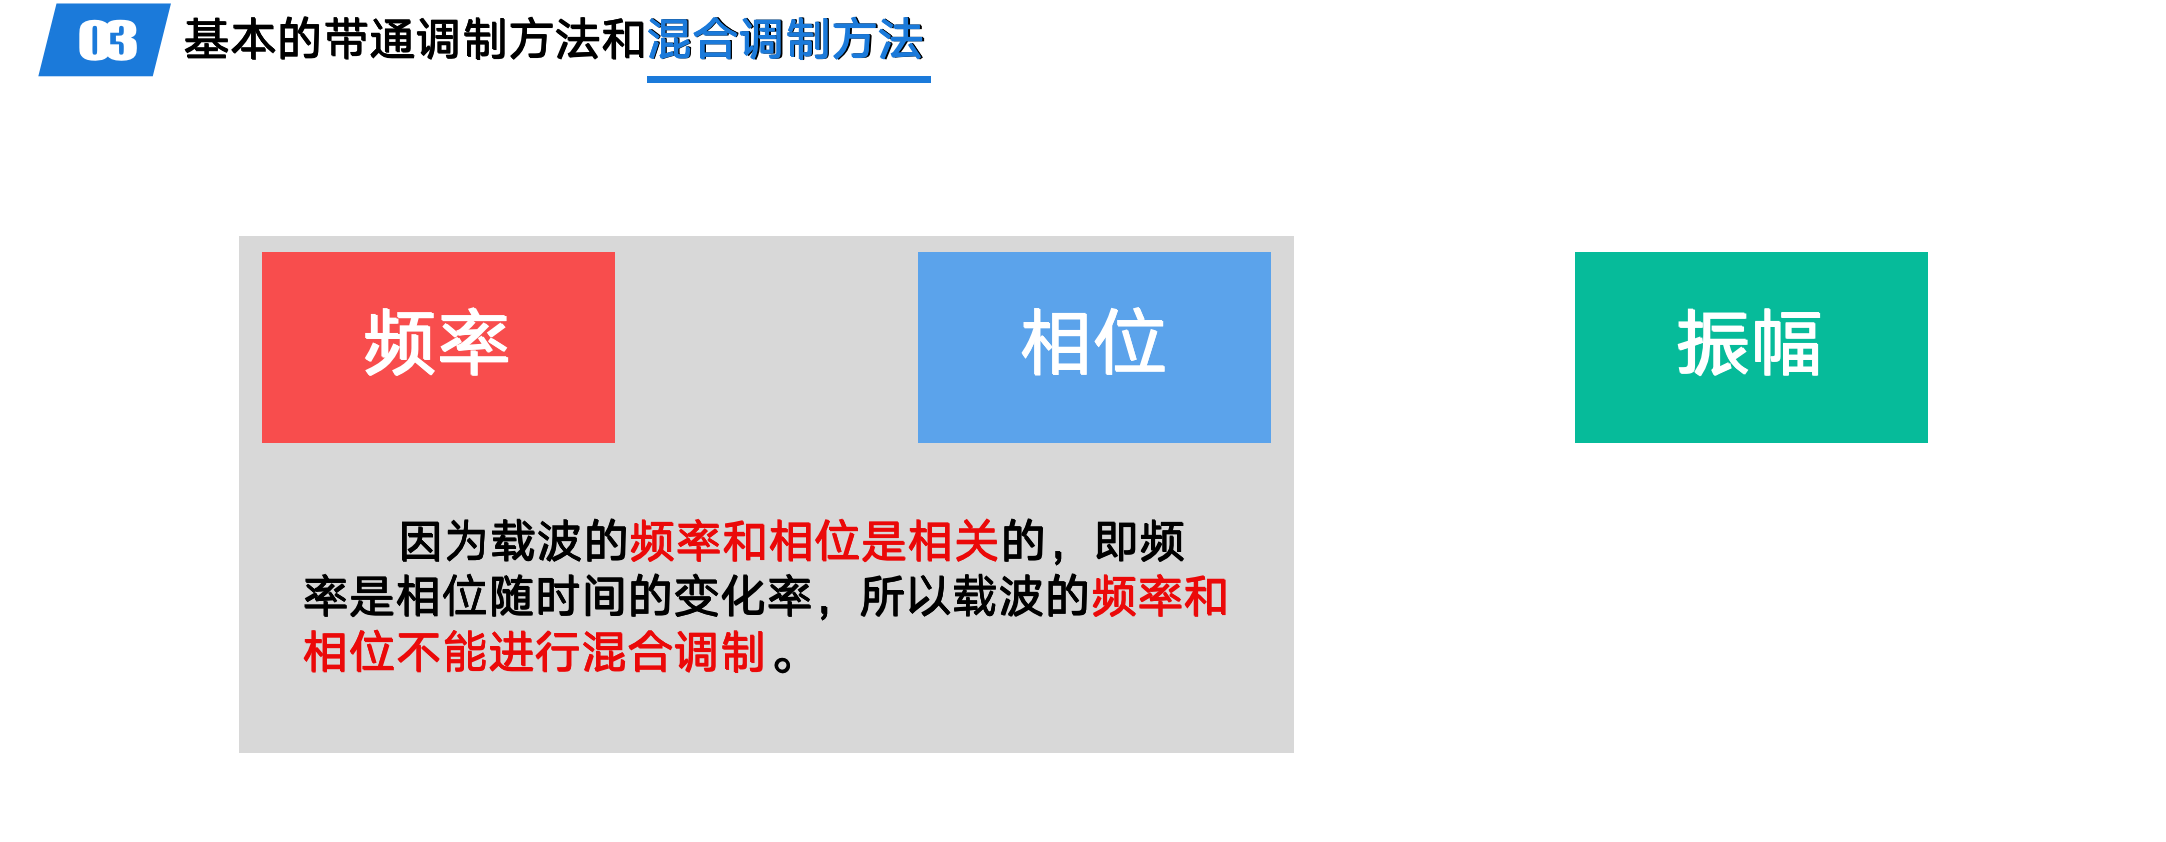 03 基本的带通调制方法和混合调制方法
频率
相位
振幅
因为载波的频率和相位是相关的，即频
率是相位随时间的变化率，所以载波的频率和
相位不能进行混合调制。